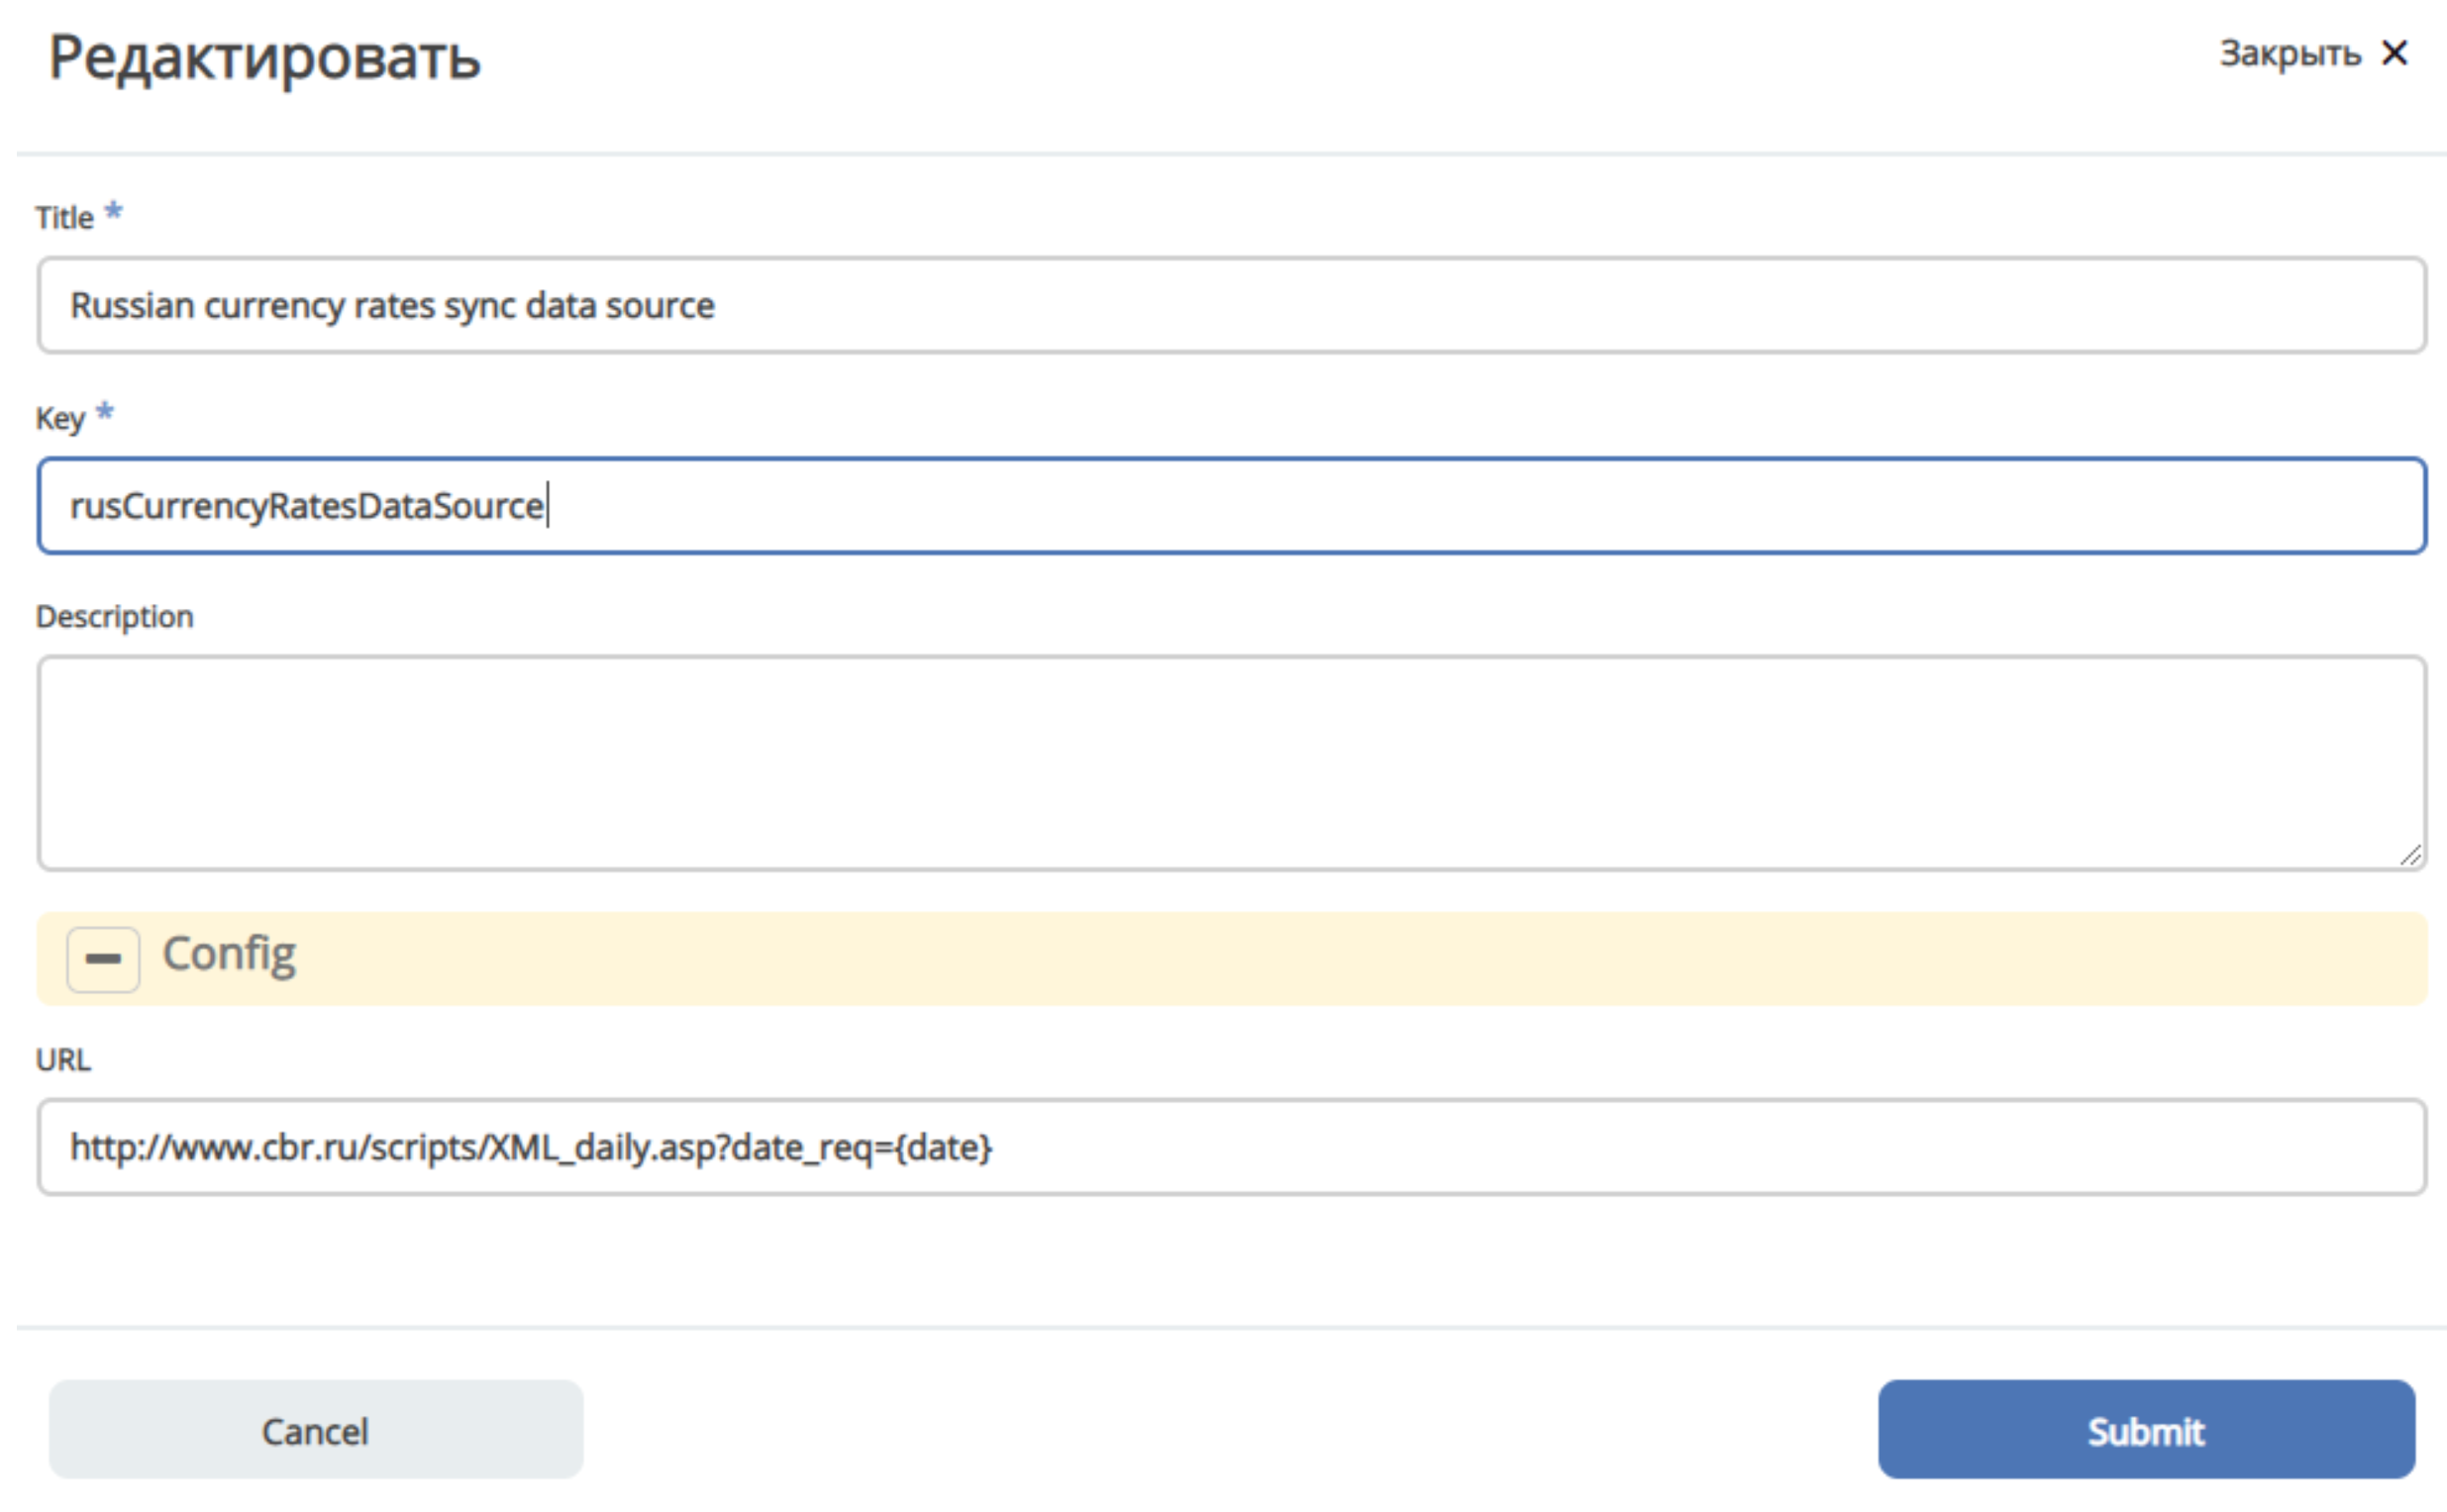 Редактировать
Закрыть ✕
Title *
Russian currency rates sync data source
Key *
rusCurrencyRatesDataSource
Description
Config
URL
http://www.cbr.ru/scripts/XML_daily.asp?date_req={date}
Cancel
Submit